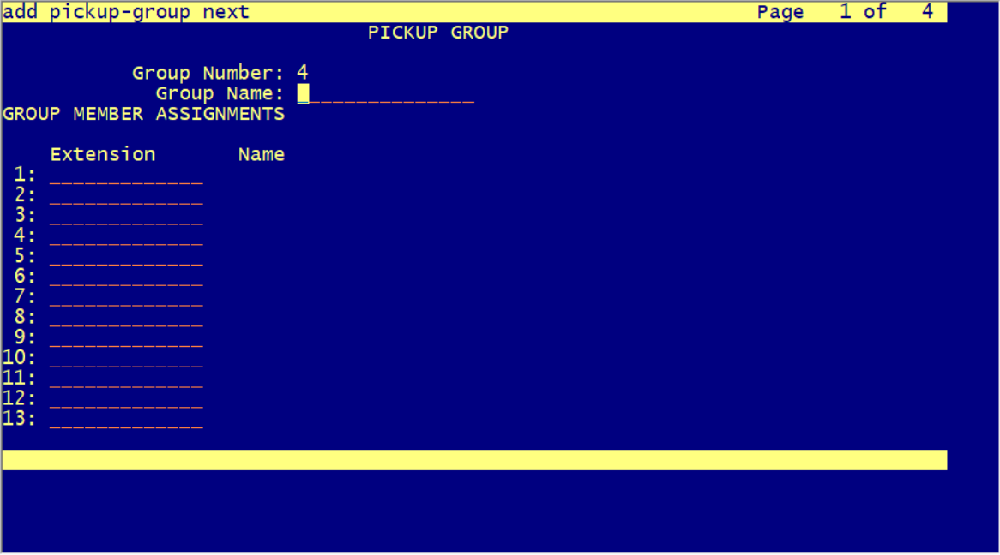 add pickup-group next Page 1 of 4
PICKUP GROUP
Group Number: 4
Group Name: _______________
GROUP MEMBER ASSIGNMENTS
Extension Name
1: _____________
2: _____________
3: _____________
4: _____________
5: _____________
6: _____________
7: _____________
8: _____________
9: _____________
10: _____________
11: _____________
12: _____________
13: _____________